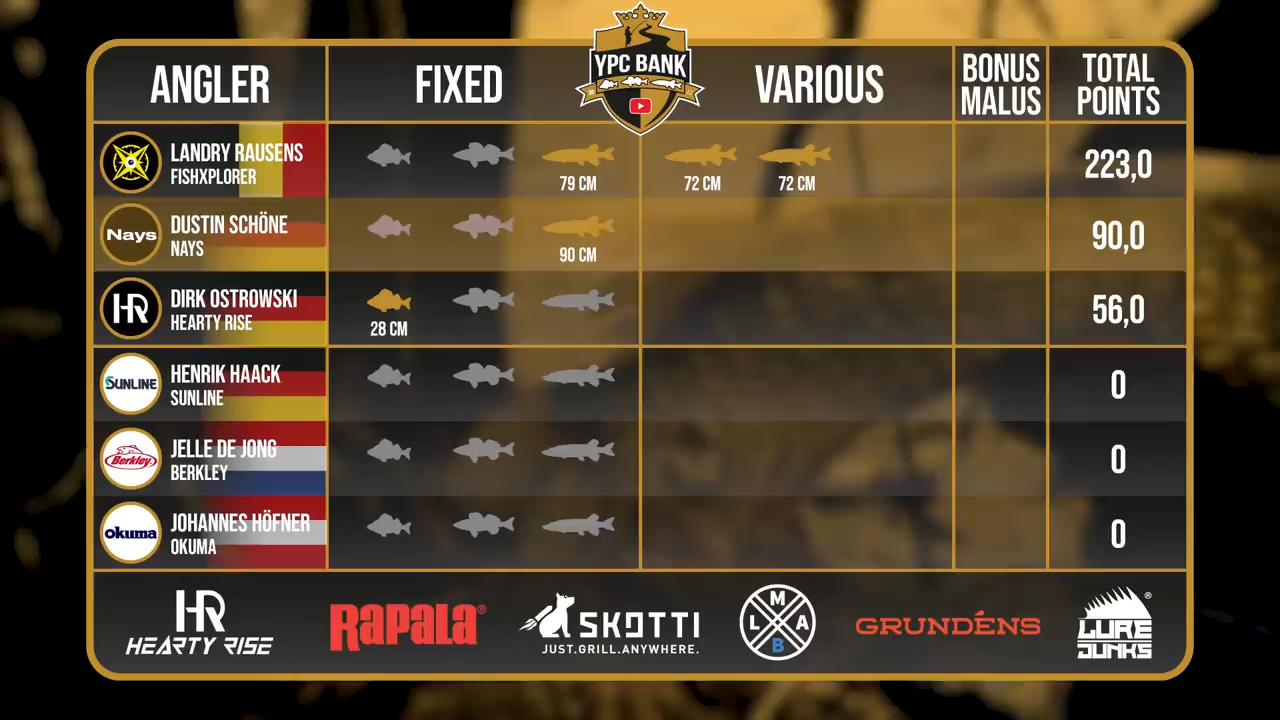 ANGLER
FIXED
YPC BANK
VARIOUS
BONUS
MALUS
TOTAL
POINTS
LANDRY RAUSENS
FISHXPLORER
79 CM
72 CM
72 CM
223,0
Nays
DUSTIN SCHÖNE
NAYS
90 CM
90,0
HR
DIRK OSTROWSKI
HEARTY RISE
28 CM
56,0
SUNLINE
HENRIK HAACK
SUNLINE
0
Berkley
JELLE DE JONG
BERKLEY
0
okuma
JOHANNES HÖFNER
OKUMA
0
HR
HEARTY RISE
RAPALA®
SKOTTI
JUST.GRILL.ANYWHERE.
M
L A
B
GRUNDÉNS
LURE
JUNKS®